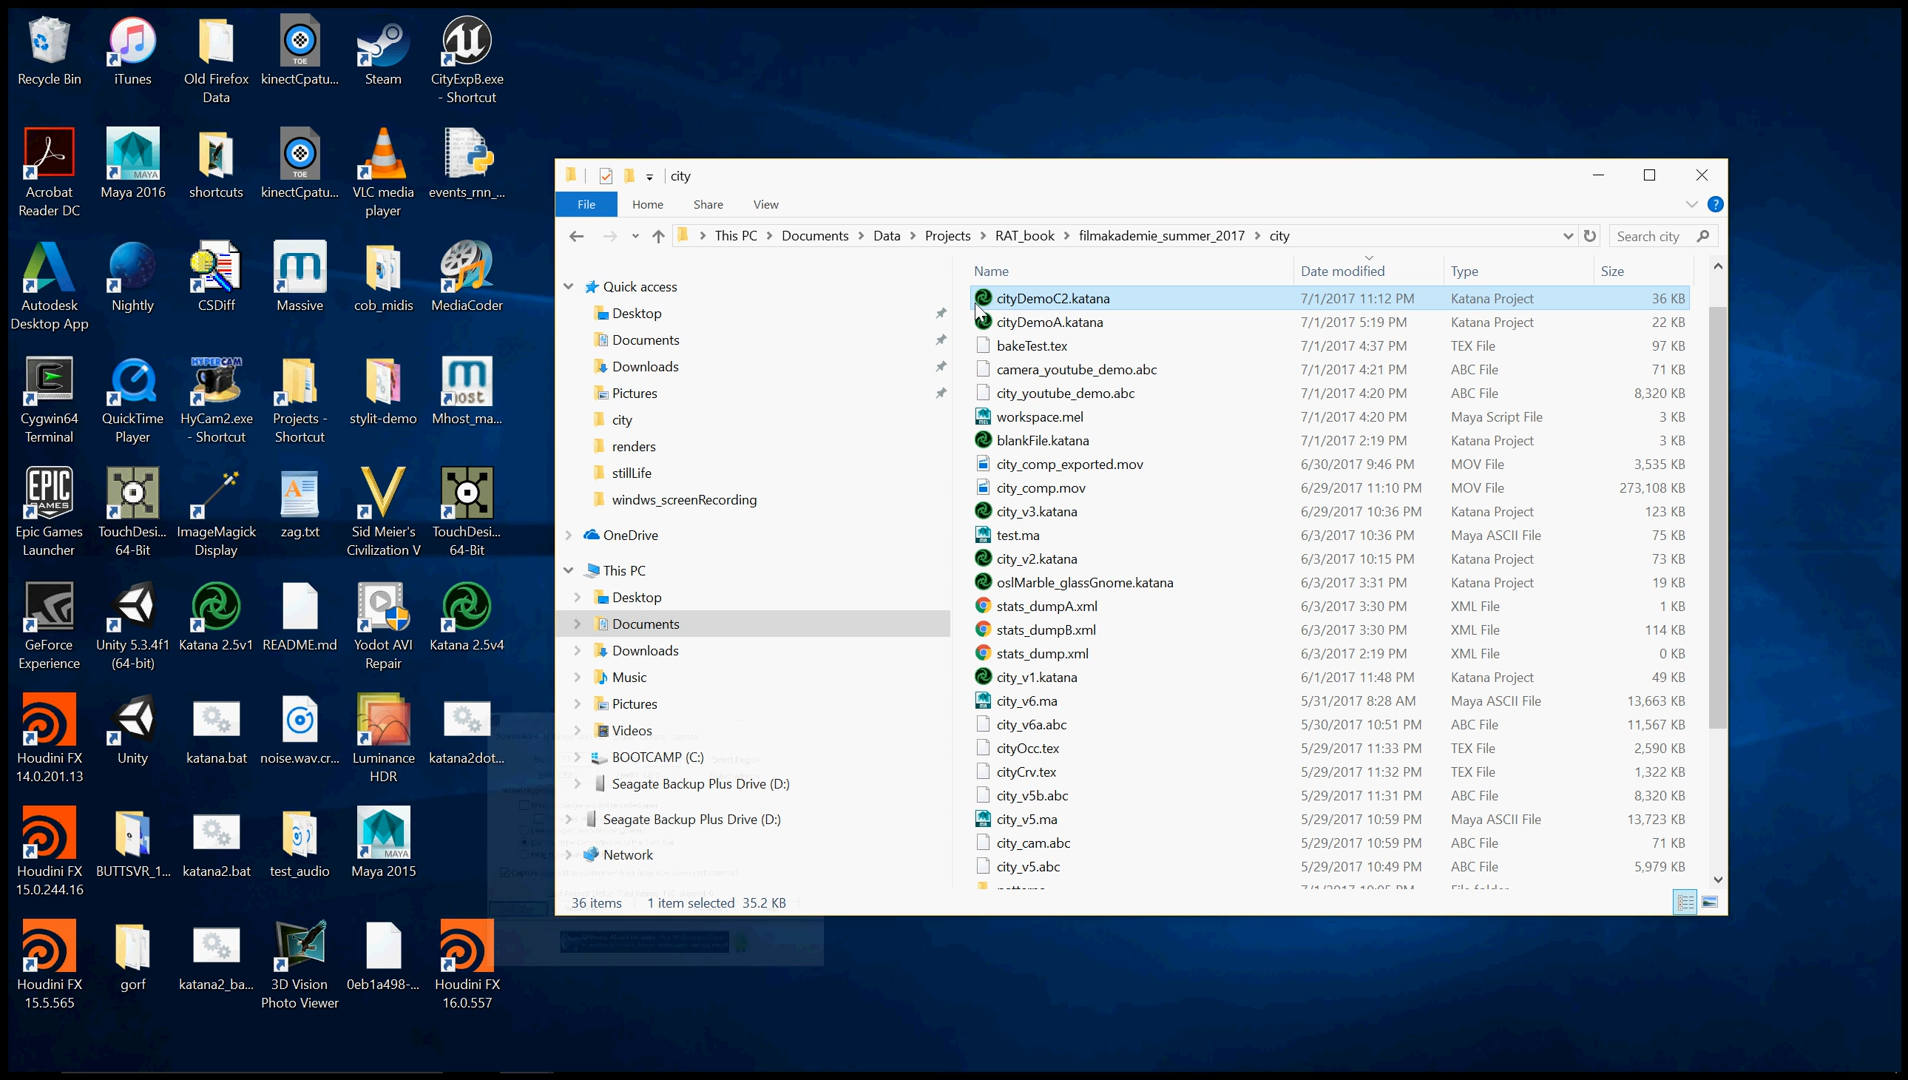 Recycle Bin
iTunes
Old Firefox
Data
kinectCpatu...
Steam
CityExpB.exe
- Shortcut
Acrobat
Reader DC
Maya 2016
shortcuts
kinectCpatu...
VLC media
player
events_rnn_...
Autodesk
Desktop App
Nightly
CSDiff
Massive
cob_midis
MediaCoder
Cygwin64
Terminal
QuickTime
Player
HyCam2.exe
- Shortcut
Projects -
Shortcut
stylit-demo
Mhost_ma...
Epic Games
Launcher
TouchDesi...
64-Bit
ImageMagick
Display
zag.txt
Sid Meier's
Civilization V
TouchDesi...
64-Bit
GeForce
Experience
Unity 5.3.4f1
(64-bit)
Katana 2.5v1
README.md
Yodot AVI
Repair
Katana 2.5v4
Houdini FX
14.0.201.13
Unity
katana.bat
noise.wav.cr...
Luminance
HDR
katana2dot...
Houdini FX
15.0.244.16
BUTTSVR_1...
katana2.bat
test_audio
Maya 2015
Houdini FX
15.5.565
gorf
katana2_ba...
3D Vision
Photo Viewer
0eb1a498-...
Houdini FX
16.0.557
city
File Home Share View
This PC Documents Data Projects RAT_book filmakademie_summer_2017 city
Search city
Quick access
Desktop
Documents
Downloads
Pictures
city
renders
stillLife
windws_screenRecording
OneDrive
This PC
Desktop
Documents
Downloads
Music
Pictures
Videos
BOOTCAMP (C:)
Seagate Backup Plus Drive (D:)
Seagate Backup Plus Drive (D:)
Network
Name Date modified Type Size
cityDemoC2.katana 7/1/2017 11:12 PM Katana Project 36 KB
cityDemoA.katana 7/1/2017 5:19 PM Katana Project 22 KB
bakeTest.tex 7/1/2017 4:37 PM TEX File 97 KB
camera_youtube_demo.abc 7/1/2017 4:21 PM ABC File 71 KB
city_youtube_demo.abc 7/1/2017 4:20 PM ABC File 8,320 KB
workspace.mel 7/1/2017 4:20 PM Maya Script File 3 KB
blankFile.katana 7/1/2017 2:19 PM Katana Project 3 KB
city_comp_exported.mov 6/30/2017 9:46 PM MOV File 3,535 KB
city_comp.mov 6/29/2017 11:10 PM MOV File 273,108 KB
city_v3.katana 6/29/2017 10:36 PM Katana Project 123 KB
test.ma 6/3/2017 10:36 PM Maya ASCII File 75 KB
city_v2.katana 6/3/2017 10:15 PM Katana Project 73 KB
oslMarble_glassGnome.katana 6/3/2017 3:31 PM Katana Project 19 KB
stats_dumpA.xml 6/3/2017 3:30 PM XML File 1 KB
stats_dumpB.xml 6/3/2017 3:30 PM XML File 114 KB
stats_dump.xml 6/3/2017 2:19 PM XML File 0 KB
city_v1.katana 6/1/2017 11:48 PM Katana Project 49 KB
city_v6.ma 5/31/2017 8:28 AM Maya ASCII File 13,663 KB
city_v6a.abc 5/30/2017 10:51 PM ABC File 11,567 KB
cityOcc.tex 5/29/2017 11:33 PM TEX File 2,590 KB
cityCrv.tex 5/29/2017 11:32 PM TEX File 1,322 KB
city_v5b.abc 5/29/2017 11:31 PM ABC File 8,320 KB
city_v5.ma 5/29/2017 10:59 PM Maya ASCII File 13,723 KB
city_cam.abc 5/29/2017 10:59 PM ABC File 71 KB
city_v5.abc 5/29/2017 10:49 PM ABC File 5,979 KB
36 items 1 item selected 35.2 KB